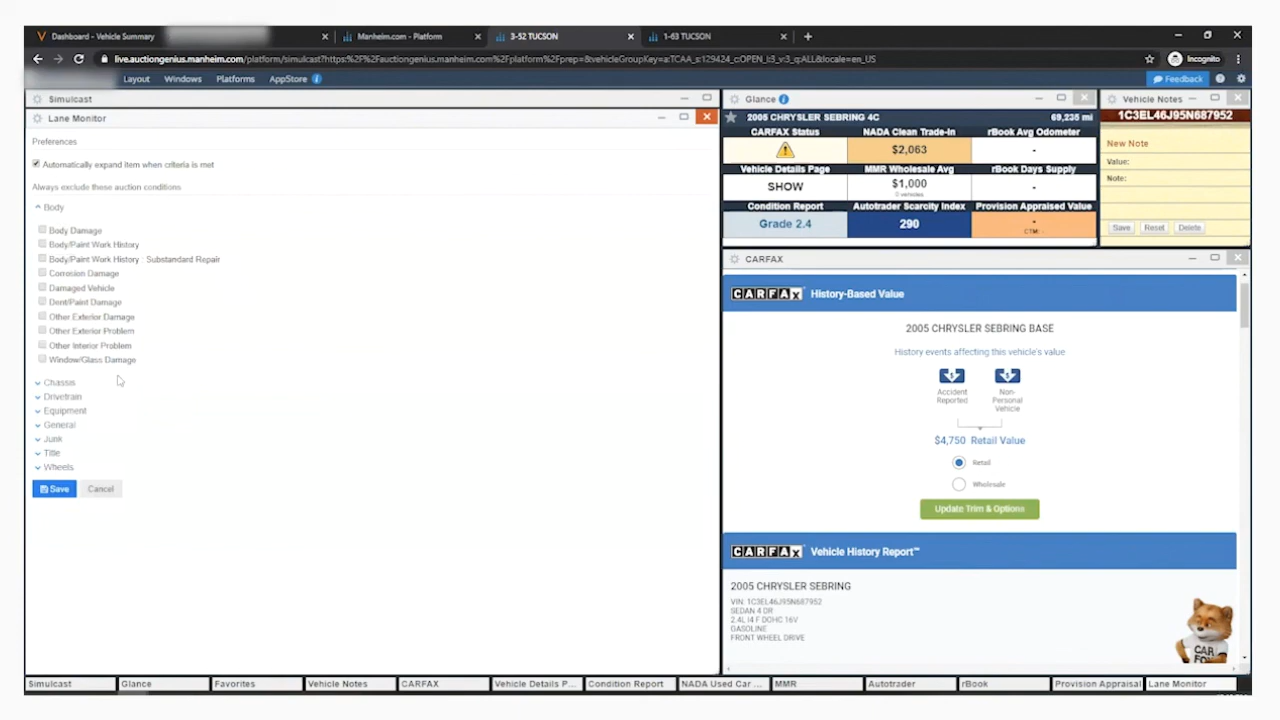 Dashboard - Vehicle Summary
Manheim.com - Platform
3-52 TUCSON
1-63 TUCSON
live.auctiongenius.manheim.com/platform/simulcast?https:%2F%2Fauctiongenius.manheim.com%2Fplatform%2Fprep=&vehicleGroupKey=a:TCAA_s:129424_c:OPEN_l:3_v:3_q:ALL&locale=en_US
Incognito
Layout Windows Platforms AppStore
Feedback
Simulcast
Lane Monitor
Preferences
Automatically expand item when criteria is met
Always exclude these auction conditions
Body
Body Damage
Body/Paint Work History
Body/Paint Work History : Substandard Repair
Corrosion Damage
Damaged Vehicle
Dent/Paint Damage
Other Exterior Damage
Other Exterior Problem
Other Interior Problem
Window/Glass Damage
Chassis
Drivetrain
Equipment
General
Junk
Title
Wheels
Save Cancel
Glance
2005 CHRYSLER SEBRING 4C 69,235 mi
CARFAX Status NADA Clean Trade-In rBook Avg Odometer
$2,063 -
Vehicle Details Page MMR Wholesale Avg rBook Days Supply
SHOW $1,000 -
0 vehicles
Condition Report Autotrader Scarcity Index Provision Appraised Value
Grade 2.4 290 -
CTM: -
Vehicle Notes
1C3EL46J95N687952
New Note
Value:
Note:
Save Reset Delete
CARFAX
CARFAX History-Based Value
2005 CHRYSLER SEBRING BASE
History events affecting this vehicle's value
Accident Reported
Non-Personal Vehicle
$4,750 Retail Value
Retail
Wholesale
Update Trim & Options
CARFAX Vehicle History Report™
2005 CHRYSLER SEBRING
VIN: 1C3EL46J95N687952
SEDAN 4 DR
2.4L I4 F DOHC 16V
GASOLINE
FRONT WHEEL DRIVE
CAR FOX
Simulcast Glance Favorites Vehicle Notes CARFAX Vehicle Details P... Condition Report NADA Used Car ... MMR Autotrader rBook Provision Appraisal Lane Monitor